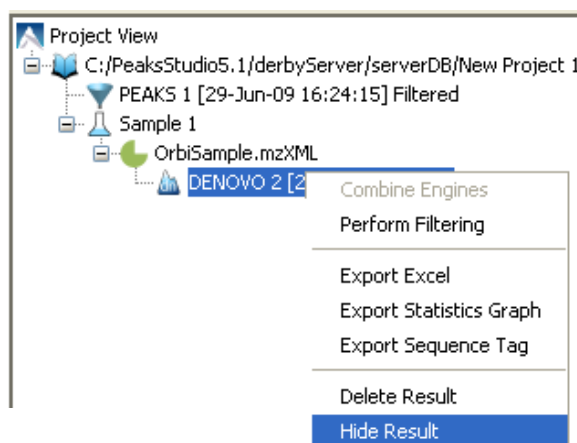 Project View
C:/PeaksStudio5.1/derbyServer/serverDB/New Project 1
PEAKS 1 [29-Jun-09 16:24:15] Filtered
Sample 1
OrbiSample.mzXML
DENOVO 2 [2
Combine Engines
Perform Filtering
Export Excel
Export Statistics Graph
Export Sequence Tag
Delete Result
Hide Result